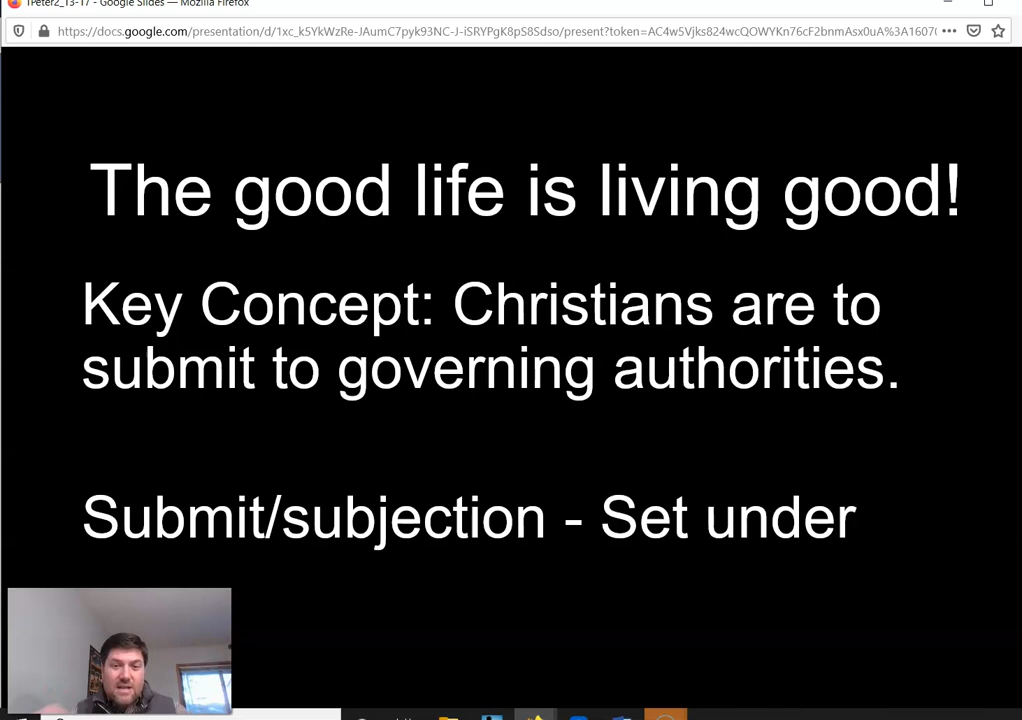 1Peter2_13-17 - Google Slides — Mozilla Firefox
https://docs.google.com/presentation/d/1xc_k5YkWzRe-JAumC7pyk93NC-J-iSRYPgK8pS8Sdso/present?token=AC4w5Vjks824wcQOWYKn76cF2bnmAsx0uA%3A1607
The good life is living good!
Key Concept: Christians are to
submit to governing authorities.
Submit/subjection - Set under